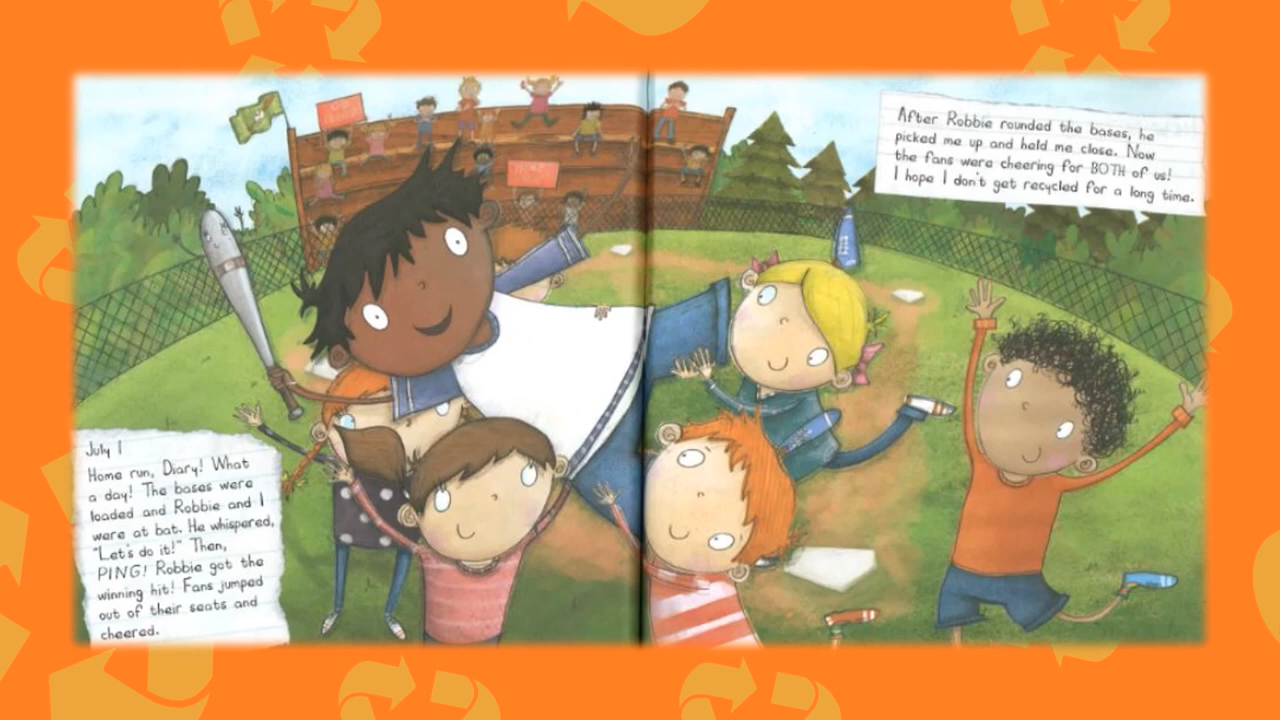 July 1
Home run, Diary! What
a day! The bases were
loaded and Robbie and I
were at bat. He whispered,
"Let's do it!" Then,
PING! Robbie got the
winning hit! Fans jumped
out of their seats and
cheered.
After Robbie rounded the bases, he
picked me up and held me close. Now
the fans were cheering for BOTH of us!
I hope I don't get recycled for a long time.